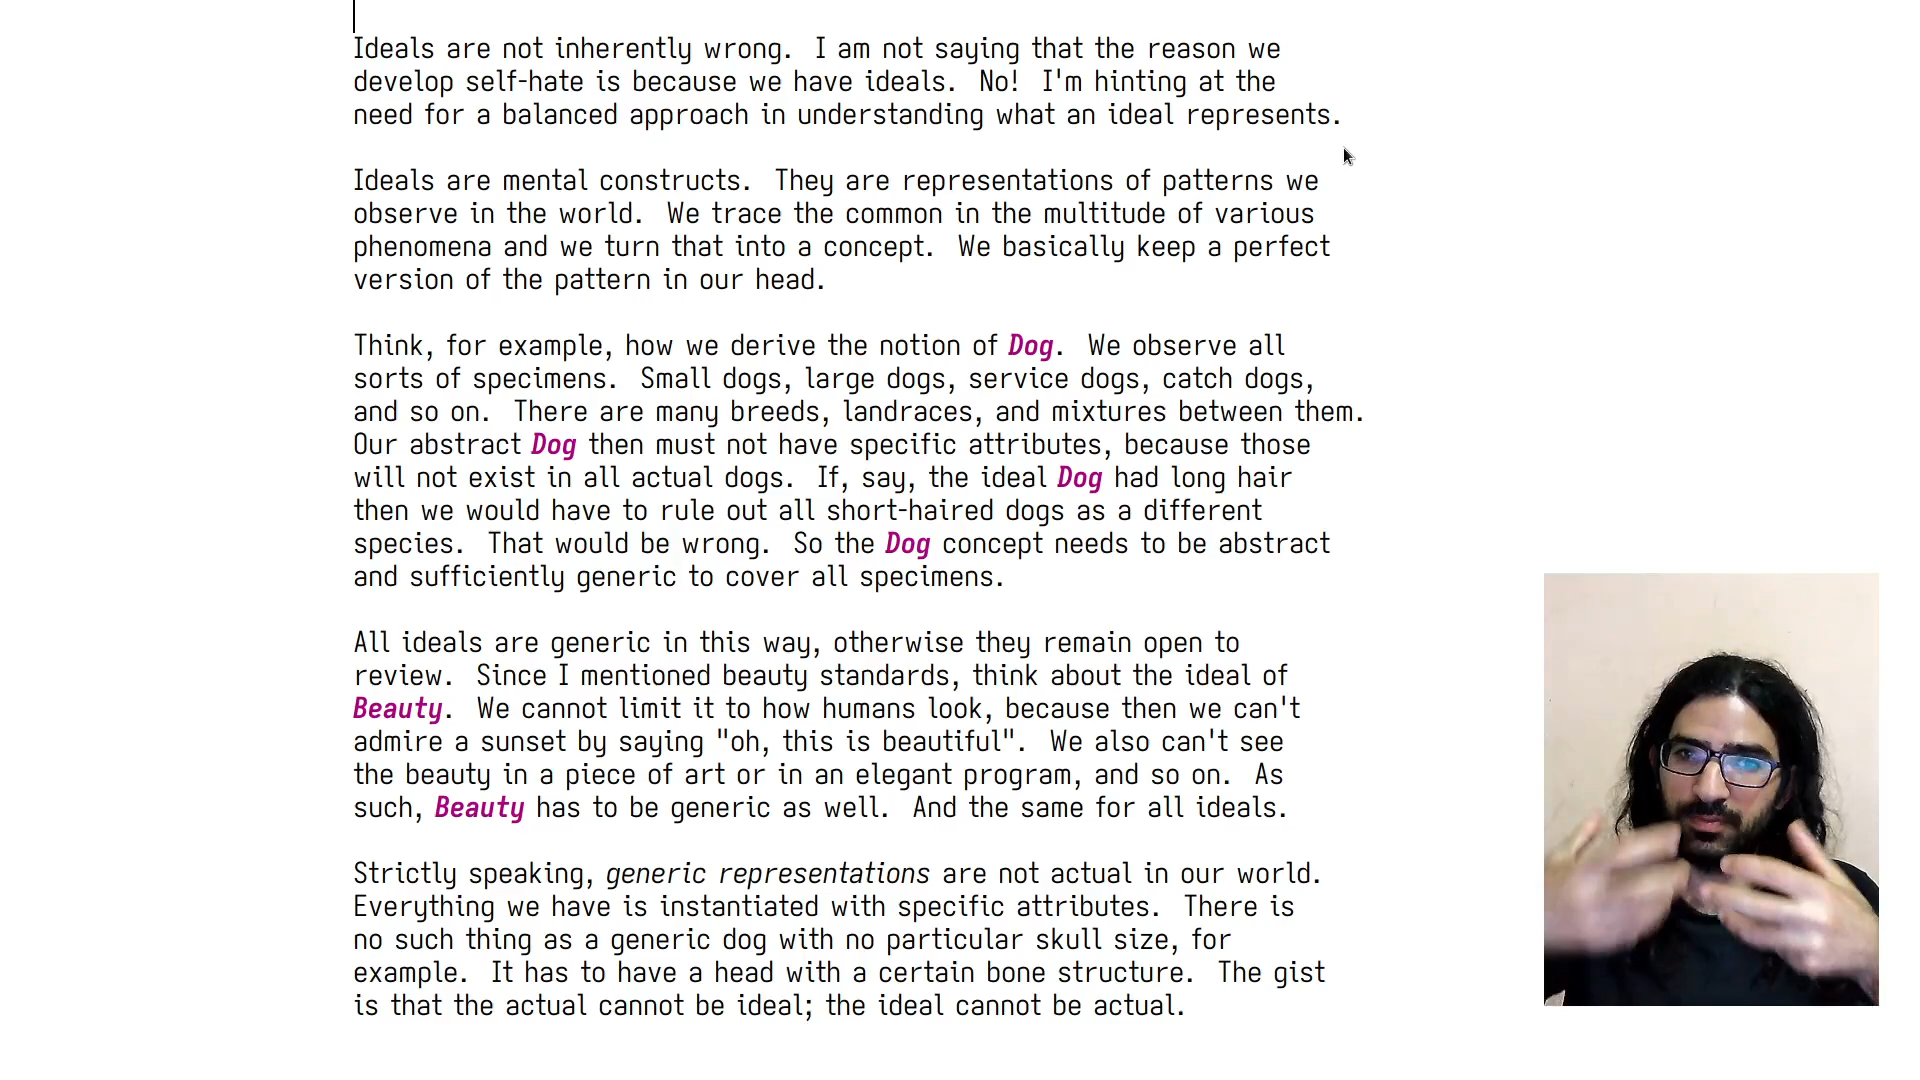 Ideals are not inherently wrong.  I am not saying that the reason we
develop self-hate is because we have ideals.  No!  I'm hinting at the
need for a balanced approach in understanding what an ideal represents.
Ideals are mental constructs.  They are representations of patterns we
observe in the world.  We trace the common in the multitude of various
phenomena and we turn that into a concept.  We basically keep a perfect
version of the pattern in our head.
Think, for example, how we derive the notion of Dog.  We observe all
sorts of specimens.  Small dogs, large dogs, service dogs, catch dogs,
and so on.  There are many breeds, landraces, and mixtures between them.
Our abstract Dog then must not have specific attributes, because those
will not exist in all actual dogs.  If, say, the ideal Dog had long hair
then we would have to rule out all short-haired dogs as a different
species.  That would be wrong.  So the Dog concept needs to be abstract
and sufficiently generic to cover all specimens.
All ideals are generic in this way, otherwise they remain open to
review.  Since I mentioned beauty standards, think about the ideal of
Beauty.  We cannot limit it to how humans look, because then we can't
admire a sunset by saying "oh, this is beautiful".  We also can't see
the beauty in a piece of art or in an elegant program, and so on.  As
such, Beauty has to be generic as well.  And the same for all ideals.
Strictly speaking, generic representations are not actual in our world.
Everything we have is instantiated with specific attributes.  There is
no such thing as a generic dog with no particular skull size, for
example.  It has to have a head with a certain bone structure.  The gist
is that the actual cannot be ideal; the ideal cannot be actual.